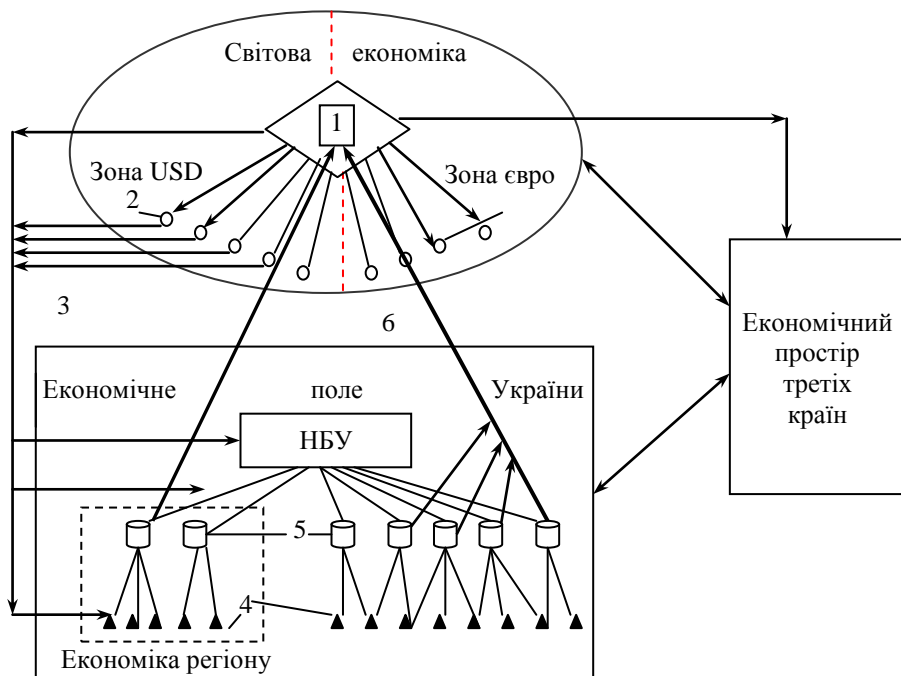 Світова економіка
1
Зона USD
Зона євро
2
3
6
Економічний
простір
третіх
країн
Економічне поле України
НБУ
5
4
Економіка регіону